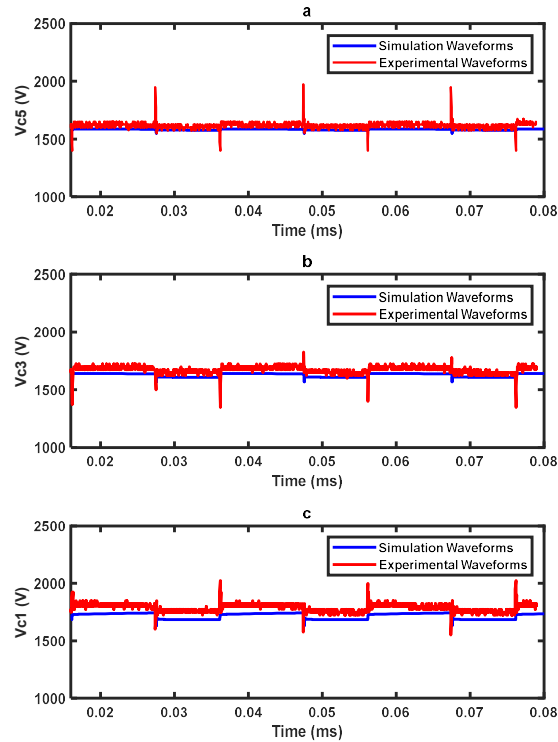 a
2500
2000
1500
1000
Vc5 (V)
Simulation Waveforms
Experimental Waveforms
0.02 0.03 0.04 0.05 0.06 0.07 0.08
Time (ms)
b
2500
2000
1500
1000
Vc3 (V)
Simulation Waveforms
Experimental Waveforms
0.02 0.03 0.04 0.05 0.06 0.07 0.08
Time (ms)
c
2500
2000
1500
1000
Vc1 (V)
Simulation Waveforms
Experimental Waveforms
0.02 0.03 0.04 0.05 0.06 0.07 0.08
Time (ms)